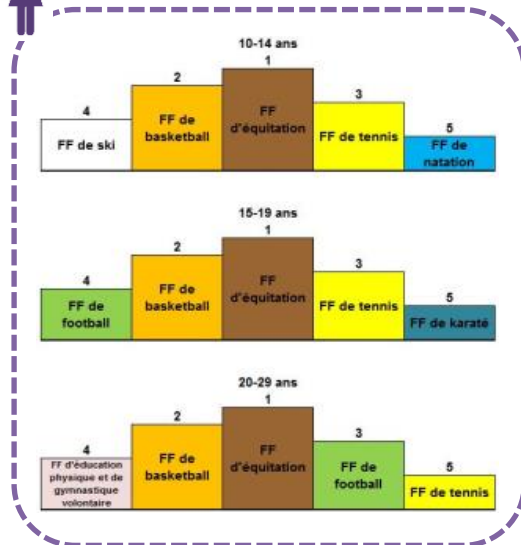 10-14 ans
1
2
3
4
5
FF
d'équitation
FF de
basketball
FF de tennis
FF de ski
FF de
natation
15-19 ans
1
2
3
4
5
FF
d'équitation
FF de
basketball
FF de tennis
FF de
football
FF de karaté
20-29 ans
1
2
3
4
5
FF
d'équitation
FF de
basketball
FF de
football
FF d'éducation
physique et de
gymnastique
volontaire
FF de tennis